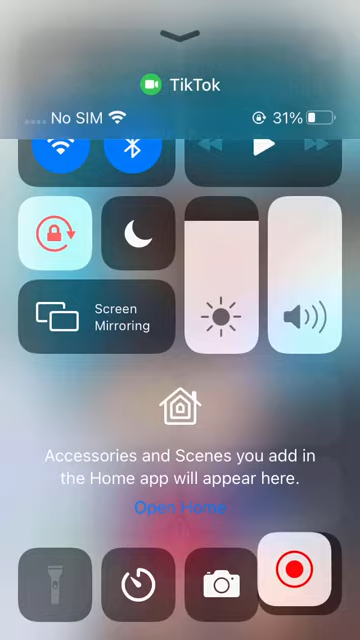 TikTok
No SIM
31%
Screen
Mirroring
Accessories and Scenes you add in
the Home app will appear here.
Open Home